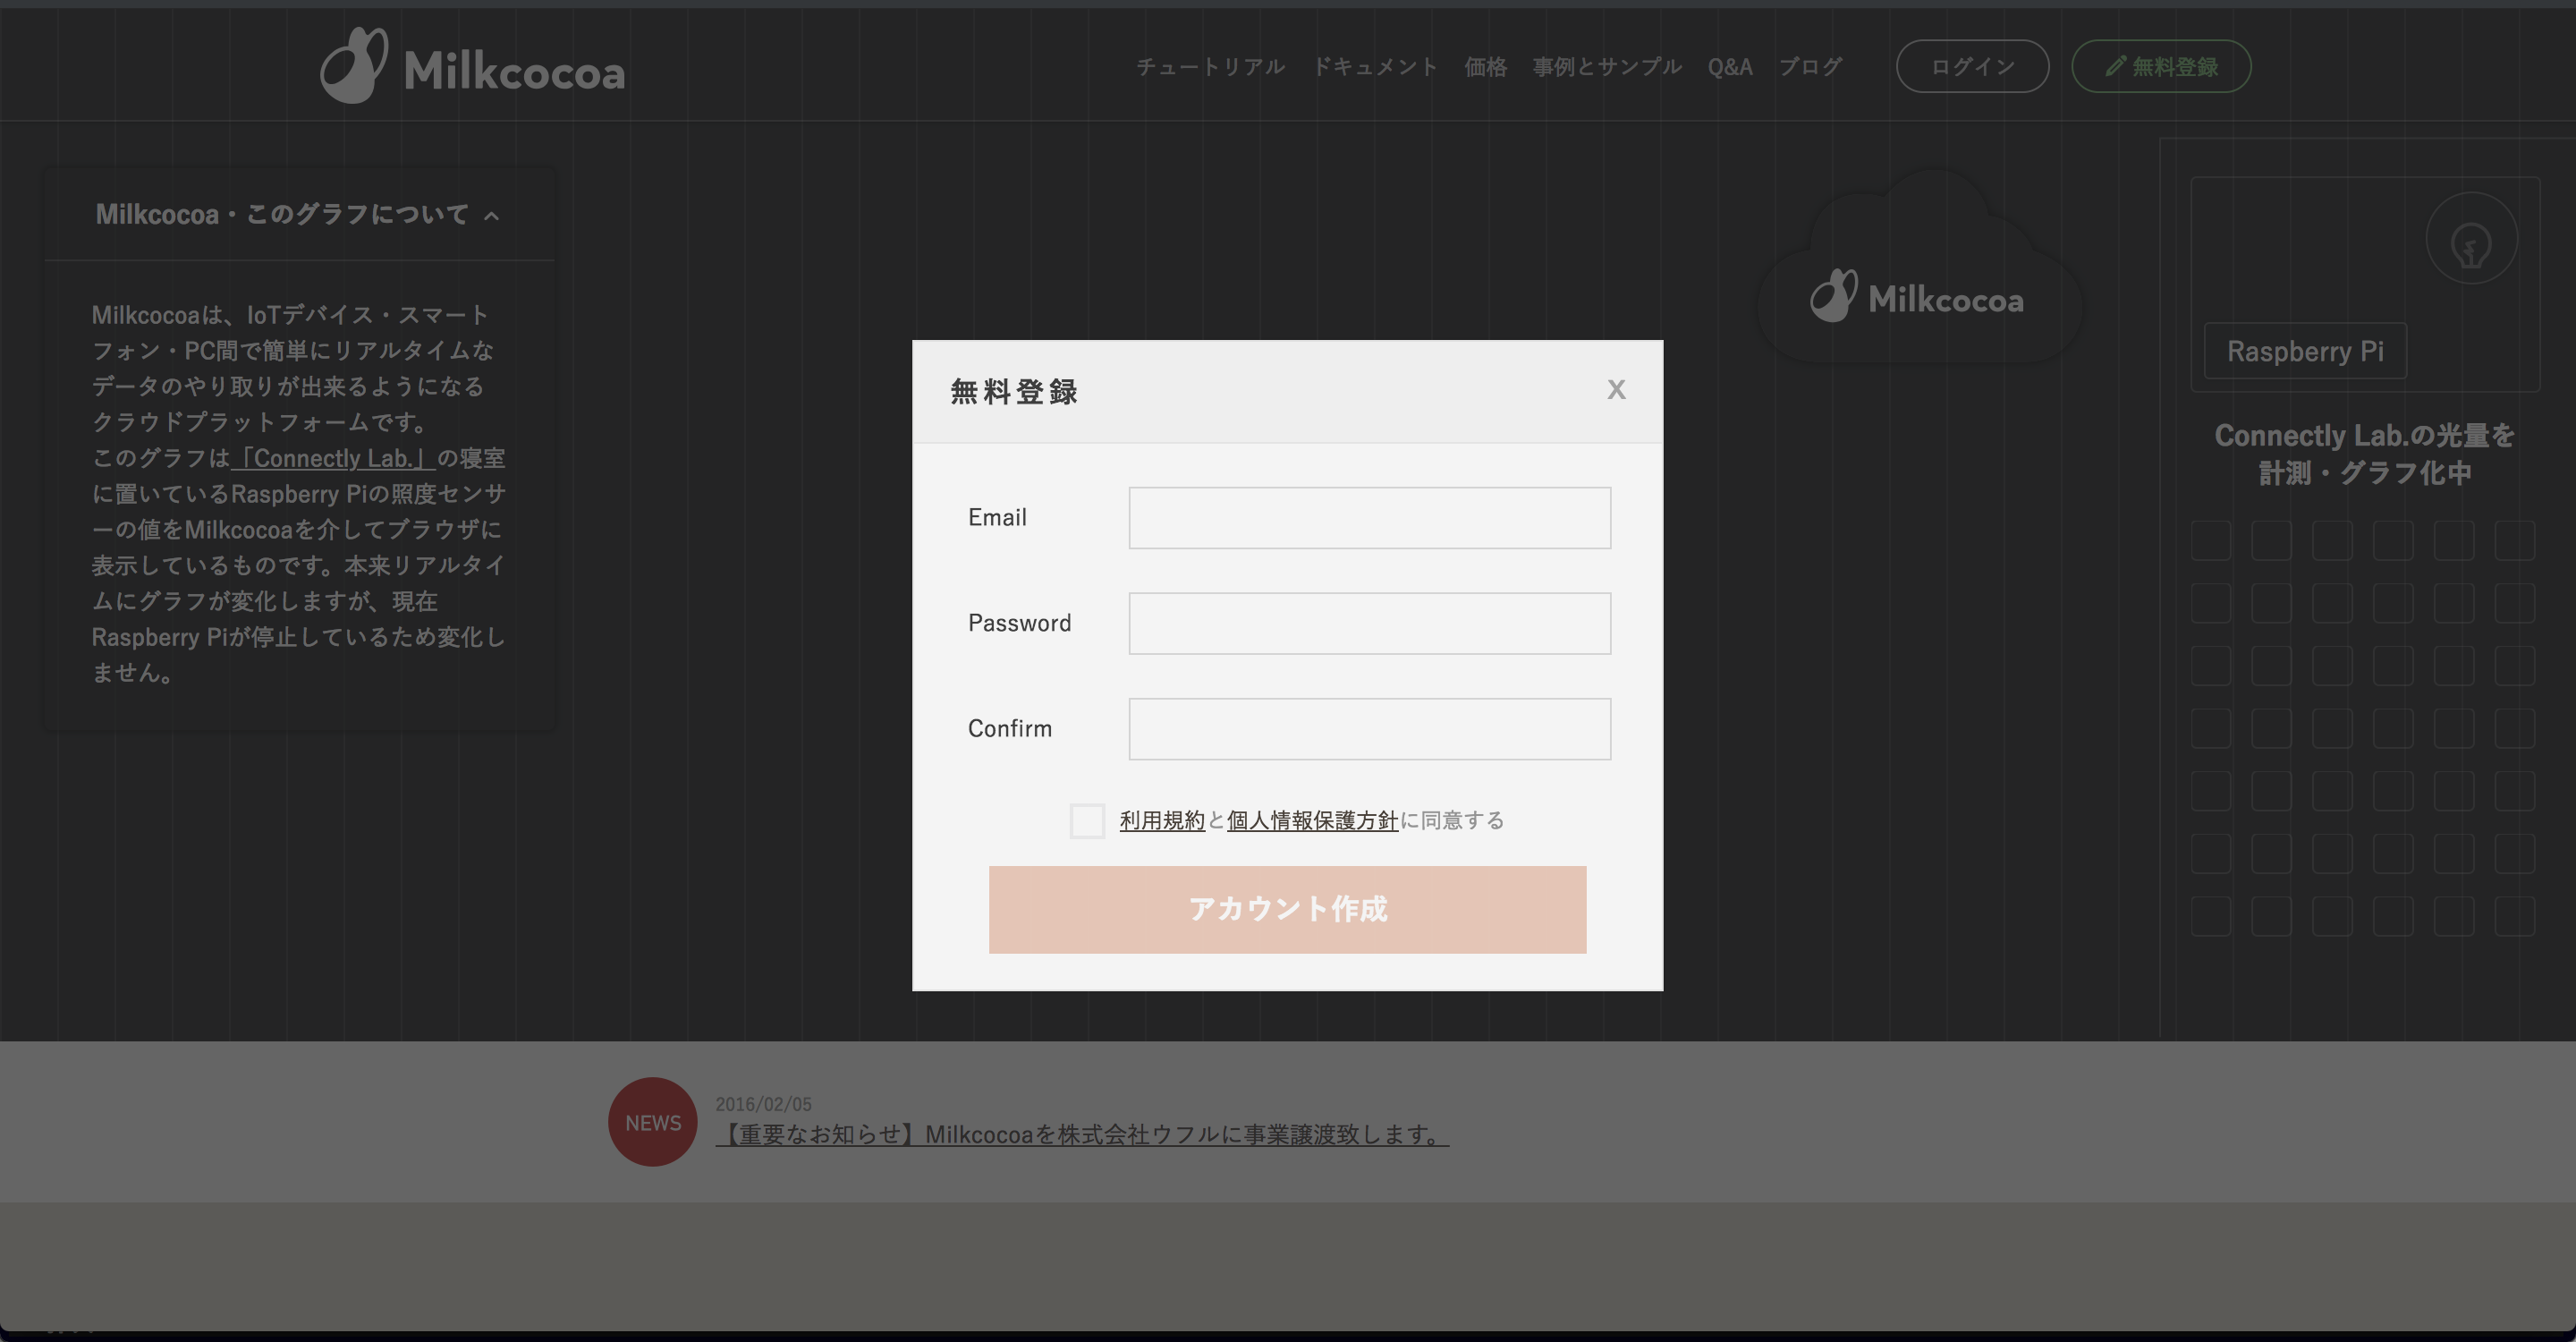 Milkcocoa
チュートリアル ドキュメント 価格 事例とサンプル Q&A ブログ ログイン 無料登録
Milkcocoa・このグラフについて
Milkcocoaは、IoTデバイス・スマート
フォン・PC間で簡単にリアルタイムな
データのやり取りが出来るようになる
クラウドプラットフォームです。
このグラフは「Connectly Lab.」の寝室
に置いているRaspberry Piの照度センサ
ーの値をMilkcocoaを介してブラウザに
表示しているものです。本来リアルタイ
ムにグラフが変化しますが、現在
Raspberry Piが停止しているため変化し
ません。
無料登録 X
Email
Password
Confirm
利用規約と個人情報保護方針に同意する
アカウント作成
Milkcocoa
Raspberry Pi
Connectly Lab.の光量を
計測・グラフ化中
NEWS
2016/02/05
【重要なお知らせ】Milkcocoaを株式会社ウフルに事業譲渡致します。